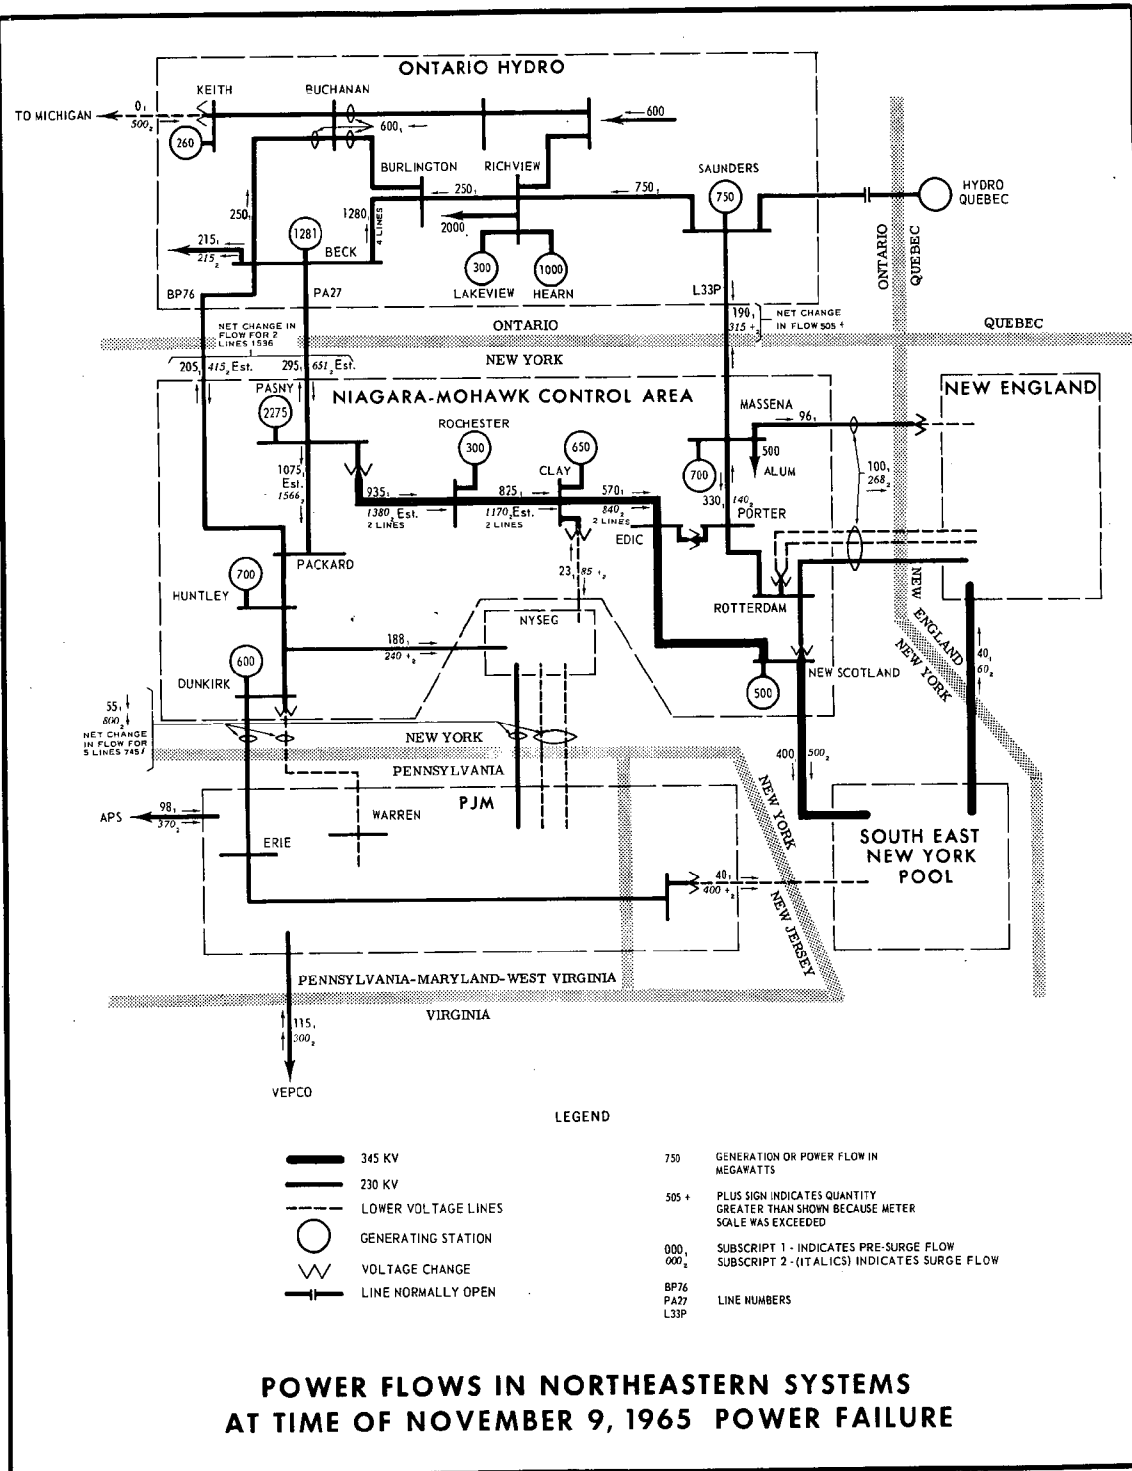 ONTARIO HYDRO
KEITH
BUCHANAN
TO MICHIGAN
0₁
500₂
260
600₁
600
BURLINGTON
RICHVIEW
SAUNDERS
750
HYDRO
QUEBEC
250₁
750₁
250₁
1280₁
4 LINES
2000
215₁
215₂
1281
BECK
300
1000
LAKEVIEW
HEARN
BP76
PA27
L33P
ONTARIO
QUEBEC
190₁
315 +₂
NET CHANGE
IN FLOW 505 +
NET CHANGE IN
FLOW FOR 2
LINES 1536
ONTARIO
QUEBEC
NEW YORK
205₁
415₂ Est.
295₁
651₂ Est.
PASNY
NIAGARA-MOHAWK CONTROL AREA
NEW ENGLAND
2275
ROCHESTER
300
CLAY
650
MASSENA
96₁
500
ALUM
700
100₁
268₂
1075₁
Est.
1566₂
935₁
1380₂ Est.
2 LINES
825₁
1170₂ Est.
2 LINES
570₁
840₂
2 LINES
330₁
140₂
PORTER
EDIC
PACKARD
700
HUNTLEY
23₁
85 +₂
ROTTERDAM
NEW ENGLAND
NEW YORK
NYSEG
188₁
240 +₂
600
DUNKIRK
NEW SCOTLAND
500
40₁
60₂
55₁
800₂
NET CHANGE
IN FLOW FOR
5 LINES 745
NEW YORK
PENNSYLVANIA
400₁
500₂
NEW YORK
NEW JERSEY
PJM
APS
98₁
370₂
WARREN
ERIE
SOUTH EAST
NEW YORK
POOL
40₁
400 +₂
PENNSYLVANIA-MARYLAND-WEST VIRGINIA
VIRGINIA
115₁
300₂
VEPCO
LEGEND
345 KV
230 KV
LOWER VOLTAGE LINES
GENERATING STATION
VOLTAGE CHANGE
LINE NORMALLY OPEN
750 GENERATION OR POWER FLOW IN
MEGAWATTS
505 + PLUS SIGN INDICATES QUANTITY
GREATER THAN SHOWN BECAUSE METER
SCALE WAS EXCEEDED
000₁ SUBSCRIPT 1 - INDICATES PRE-SURGE FLOW
000₂ SUBSCRIPT 2 -(ITALICS) INDICATES SURGE FLOW
BP76
PA27 LINE NUMBERS
L33P
POWER FLOWS IN NORTHEASTERN SYSTEMS
AT TIME OF NOVEMBER 9, 1965 POWER FAILURE